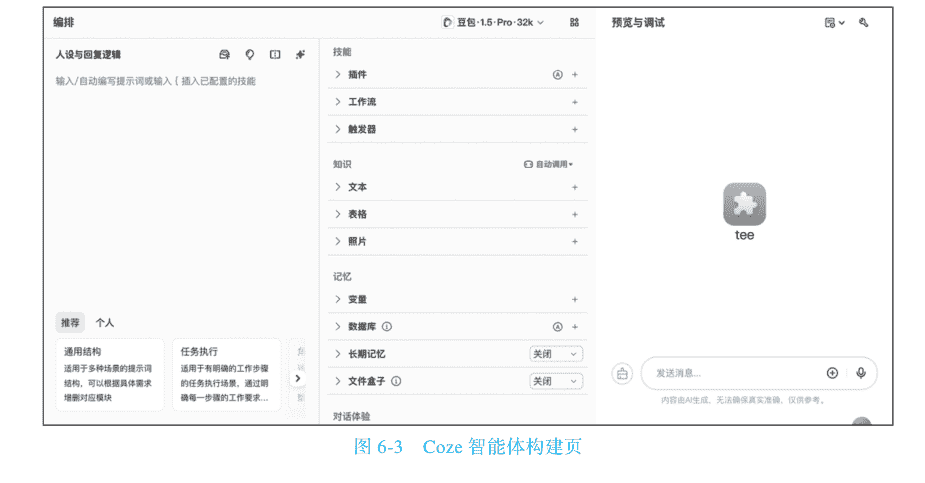 编排
豆包·1.5·Pro·32k
预览与调试
人设与回复逻辑
输入/自动编写提示词或输入 { 插入已配置的技能
推荐 个人
通用结构
适用于多种场景的提示词
结构，可以根据具体需求
增删对应模块
任务执行
适用于有明确的工作步骤
的任务执行场景，通过明
确每一步骤的工作要求...
技能
插件
工作流
触发器
知识
自动调用
文本
表格
照片
记忆
变量
数据库
长期记忆 关闭
文件盒子 关闭
对话体验
tee
发送消息...
内容由AI生成，无法确保真实准确，仅供参考。
图 6-3 Coze 智能体构建页